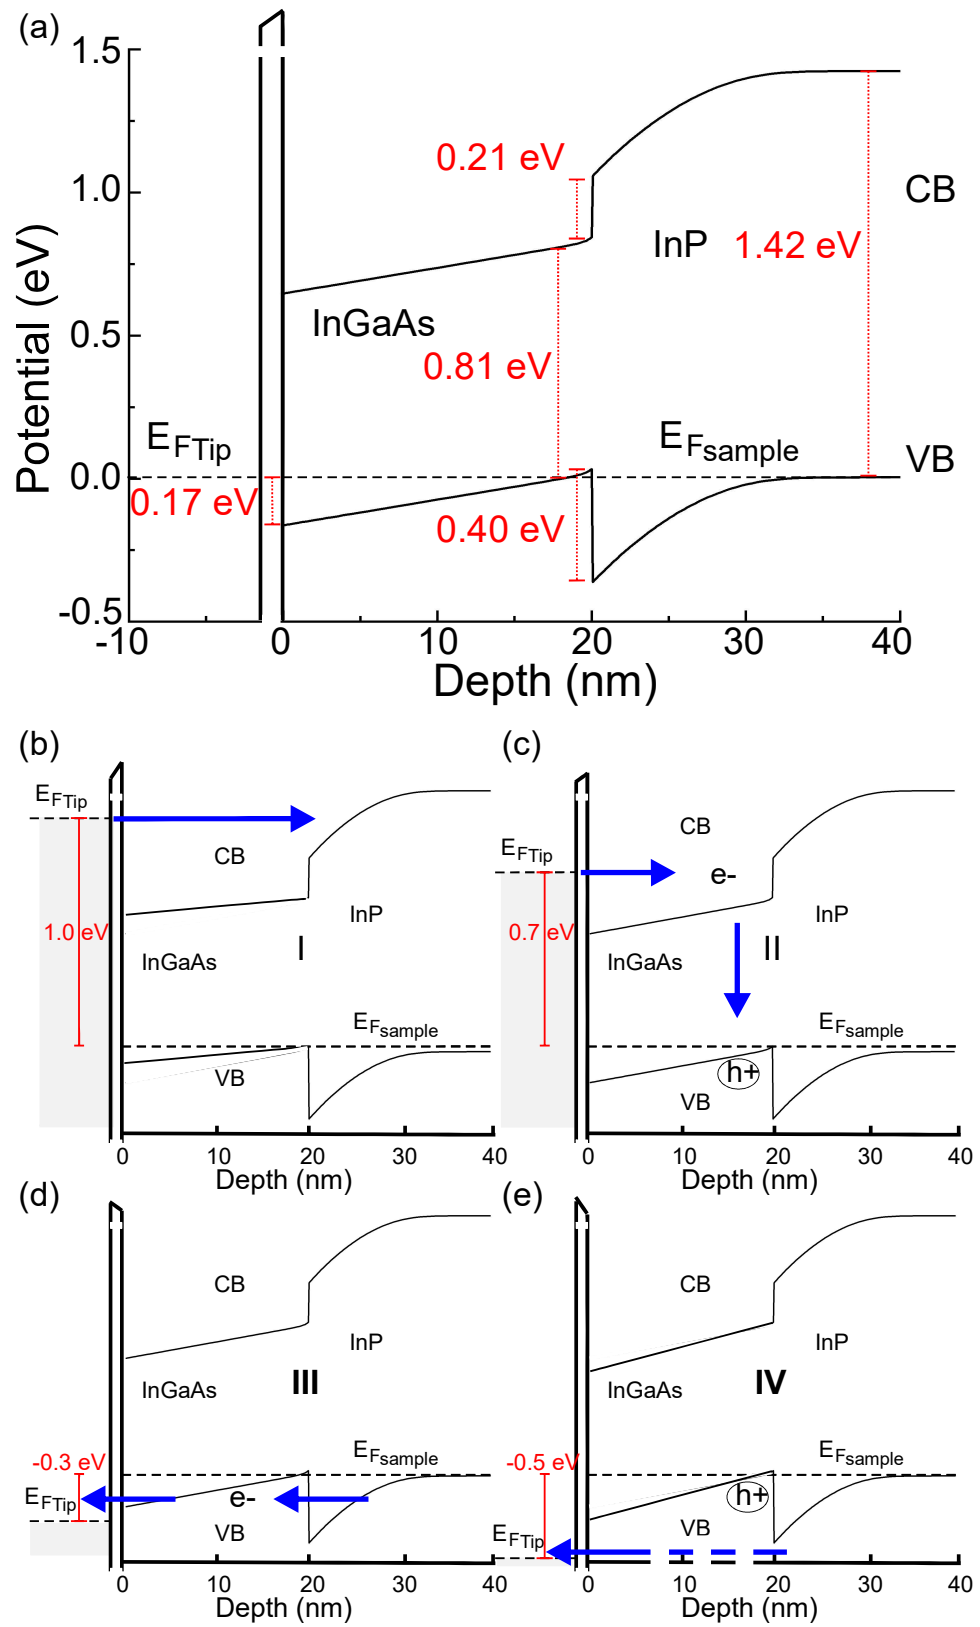 (a)
1.5
1.0
0.5
0.0
-0.5
Potential (eV)
0.21 eV
CB
InP
1.42 eV
InGaAs
0.81 eV
EFTip
EFsample
VB
0.17 eV
0.40 eV
-10
0
10
20
30
40
Depth (nm)
(b)
EFTip
CB
InP
1.0 eV
I
InGaAs
EFsample
VB
0
10
20
30
40
Depth (nm)
(c)
CB
EFTip
e-
InP
0.7 eV
II
InGaAs
EFsample
h+
VB
0
10
20
30
40
Depth (nm)
(d)
CB
InP
III
InGaAs
-0.3 eV
EFsample
EFTip
e-
VB
0
10
20
30
40
Depth (nm)
(e)
CB
InP
IV
InGaAs
-0.5 eV
EFsample
h+
EFTip
VB
0
10
20
30
40
Depth (nm)